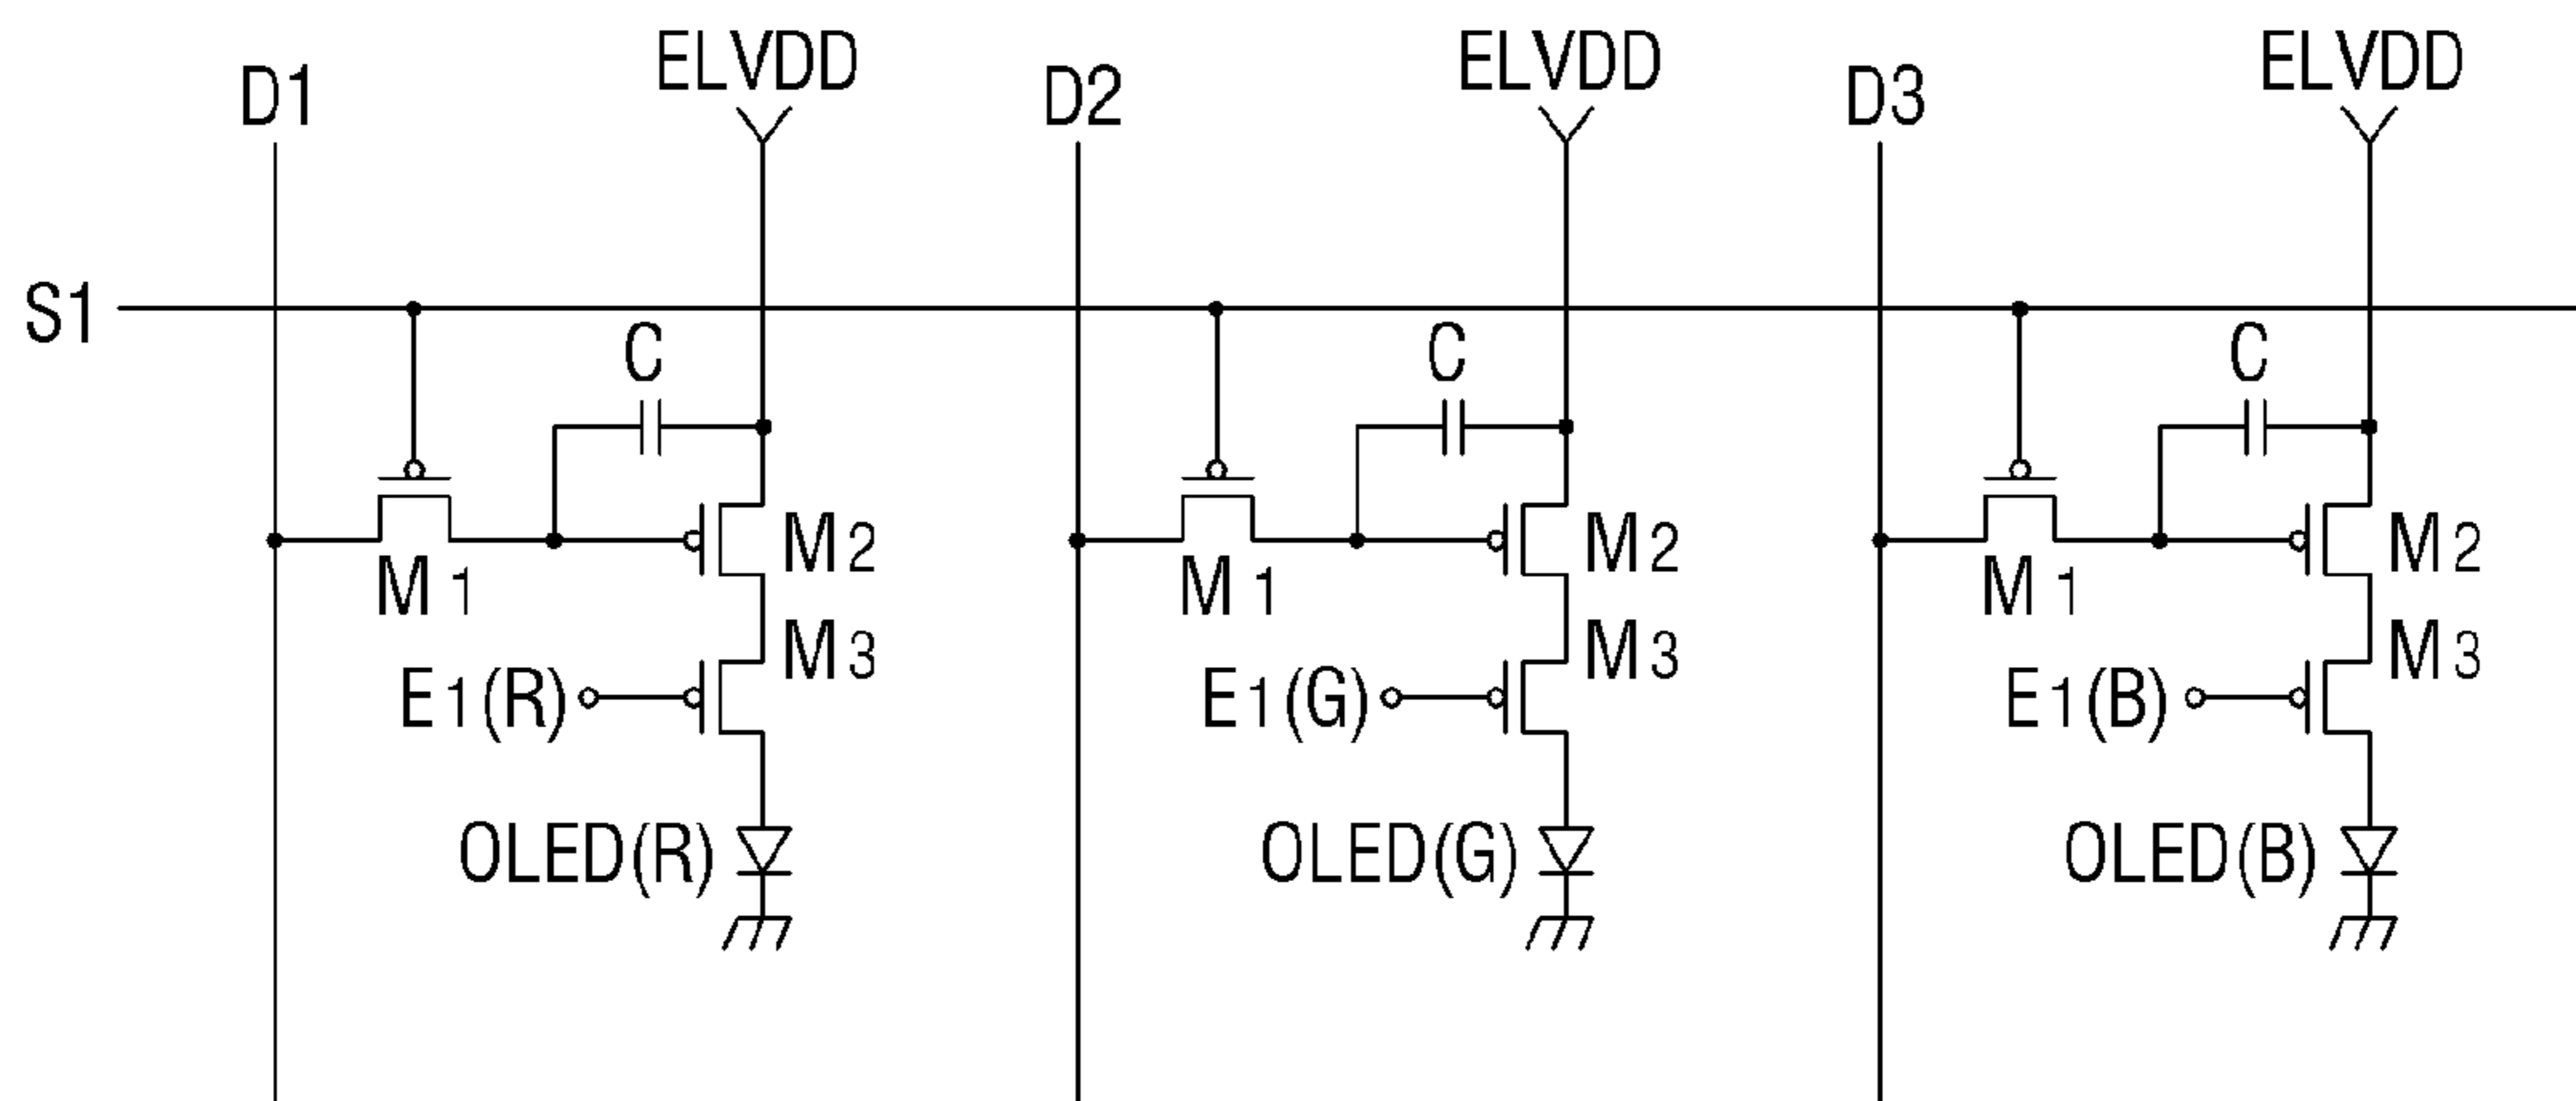 ELVDD ELVDD ELVDD
D1 D2 D3
S1
C C C
M2 M2 M2
M1 M1 M1
M3 M3 M3
E1(R) E1(G) E1(B)
OLED(R) OLED(G) OLED(B)